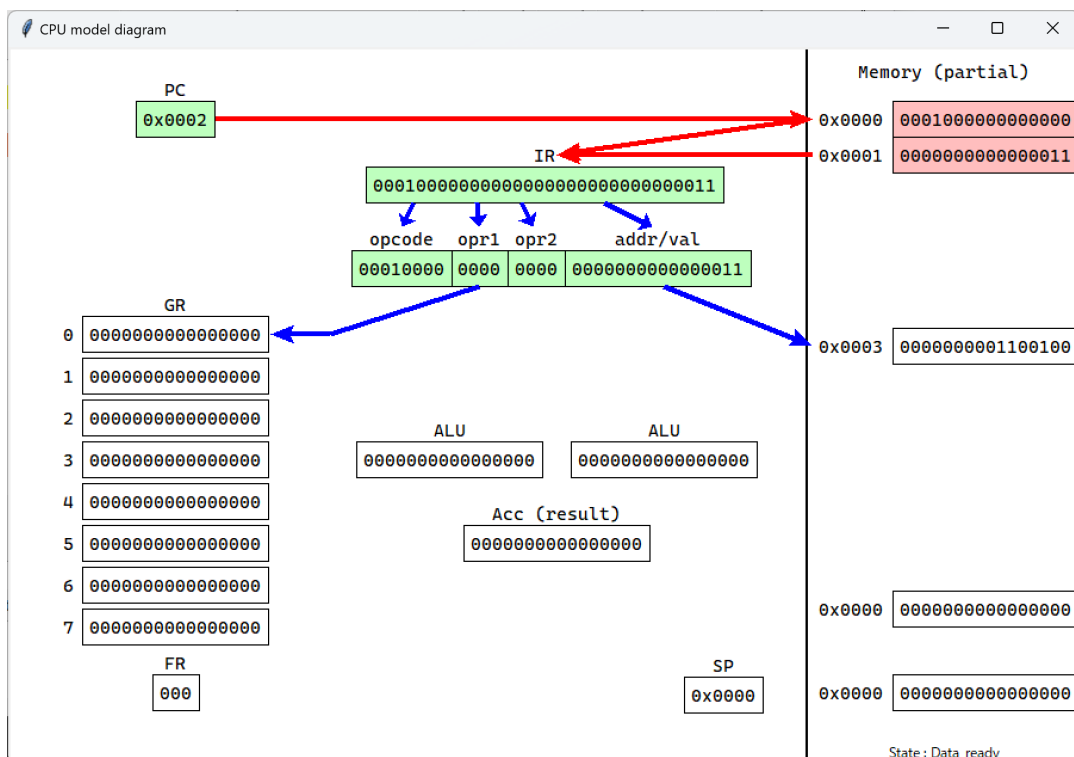 CPU model diagram
Memory (partial)
PC
0x0002
0x0000 0001000000000000
0x0001 0000000000000011
IR
00010000000000000000000000000011
opcode opr1 opr2 addr/val
00010000 0000 0000 0000000000000011
GR
0 0000000000000000
0x0003 0000000001100100
1 0000000000000000
2 0000000000000000
ALU ALU
3 0000000000000000
0000000000000000 0000000000000000
4 0000000000000000
Acc (result)
5 0000000000000000
0000000000000000
6 0000000000000000
0x0000 0000000000000000
7 0000000000000000
FR
SP
000
0x0000
0x0000 0000000000000000
State : Data_ready